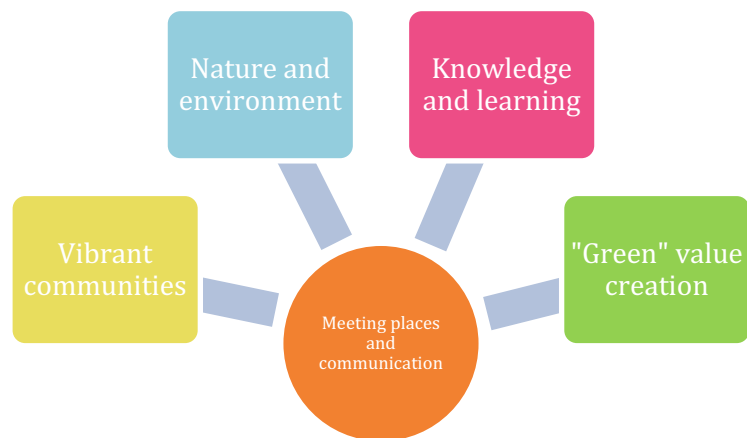 Nature and
environment
Knowledge
and learning
Vibrant
communities
"Green" value
creation
Meeting places
and
communication